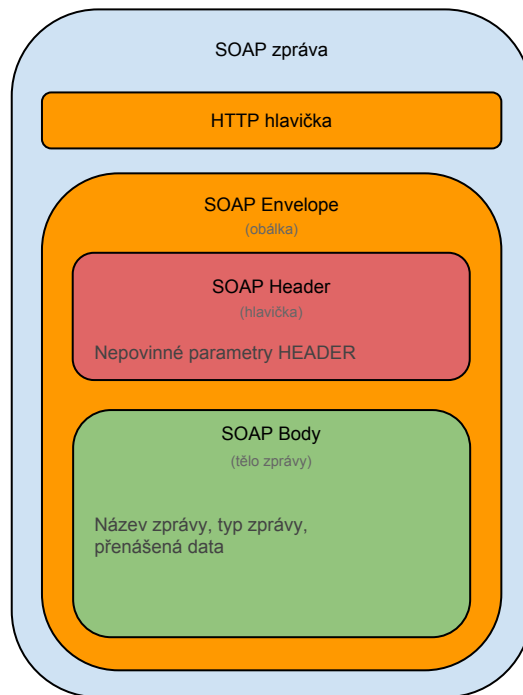 SOAP zpráva
HTTP hlavička
SOAP Envelope
(obálka)
SOAP Header
(hlavička)
Nepovinné parametry HEADER
SOAP Body
(tělo zprávy)
Název zprávy, typ zprávy,
přenášená data